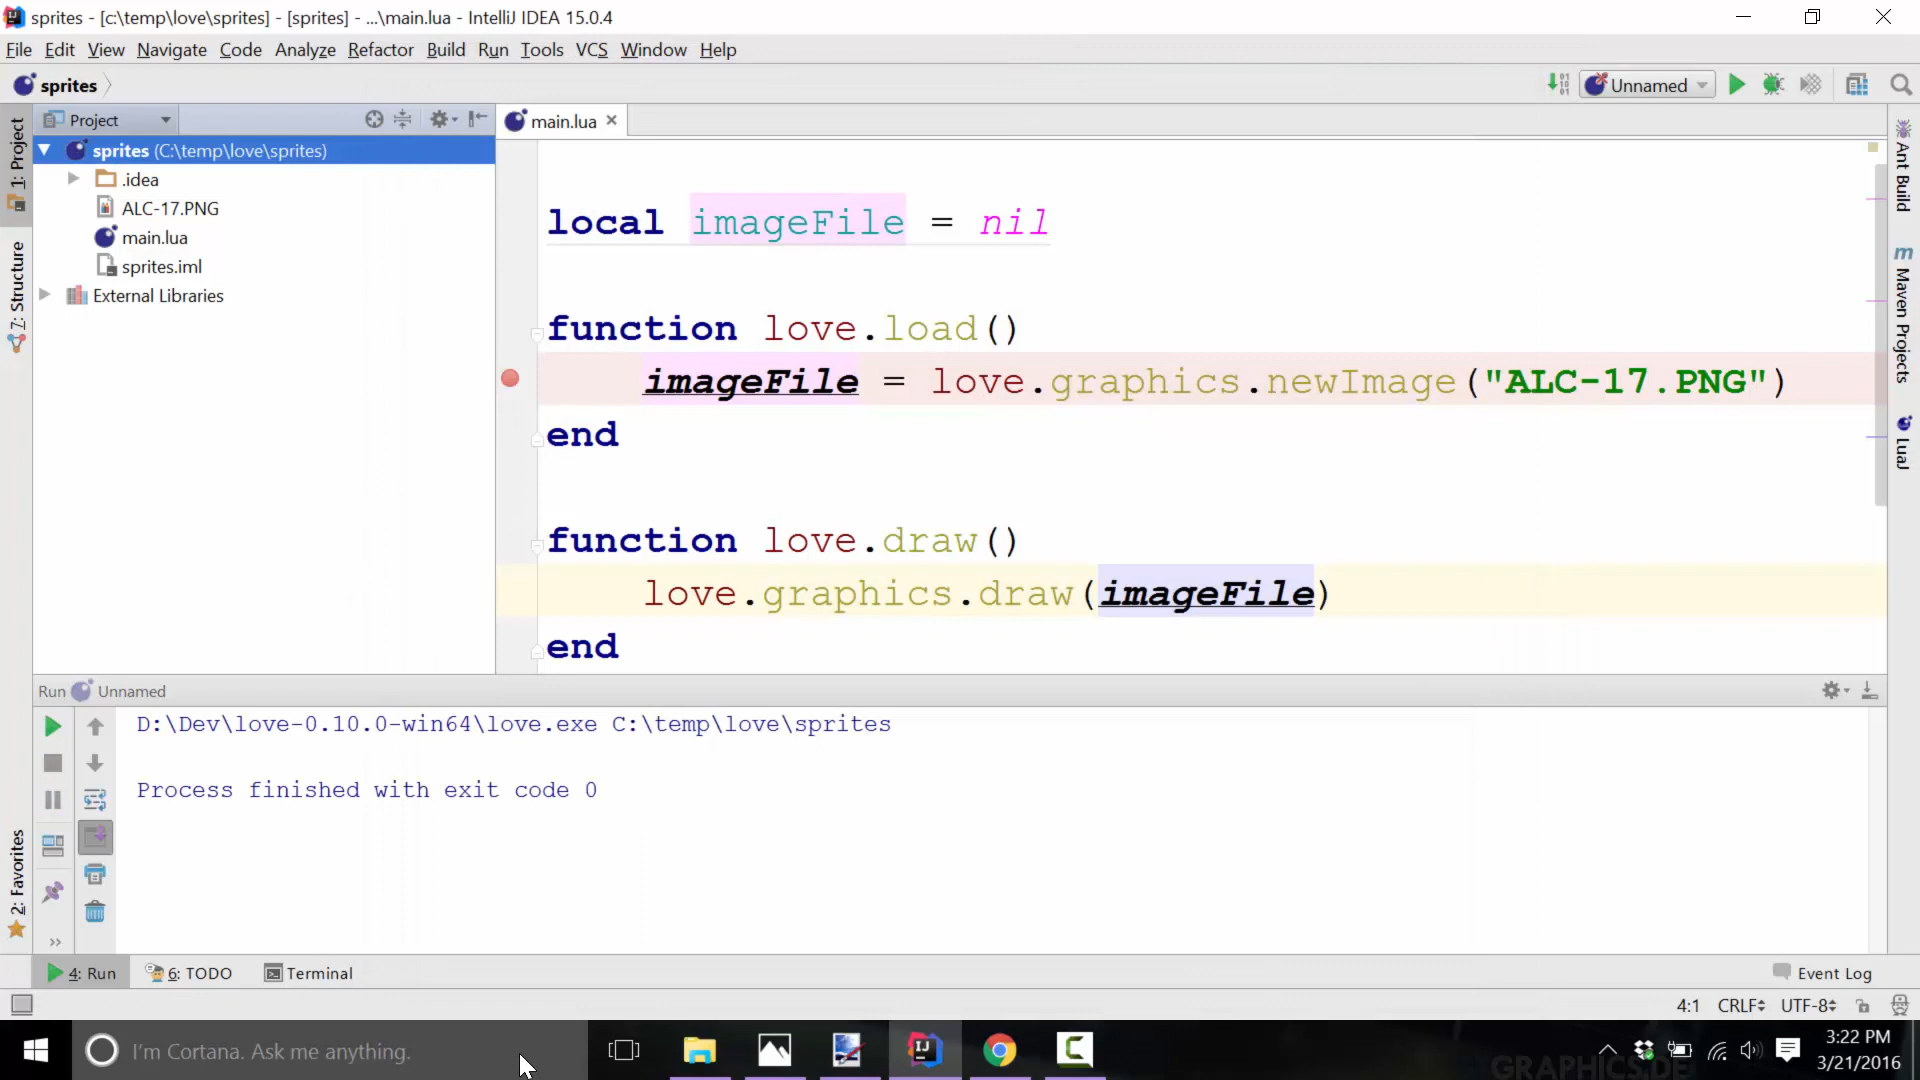 sprites - [c:\temp\love\sprites] - [sprites] - ...\main.lua - IntelliJ IDEA 15.0.4
File Edit View Navigate Code Analyze Refactor Build Run Tools VCS Window Help
sprites
Unnamed
Project
main.lua
1: Project
7: Structure
2: Favorites
sprites (C:\temp\love\sprites)
.idea
ALC-17.PNG
main.lua
sprites.iml
External Libraries
local imageFile = nil
function love.load()
imageFile = love.graphics.newImage("ALC-17.PNG")
end
function love.draw()
love.graphics.draw(imageFile)
end
Ant Build
m
Maven Projects
LuaJ
Run Unnamed
D:\Dev\love-0.10.0-win64\love.exe C:\temp\love\sprites
Process finished with exit code 0
4: Run
6: TODO
Terminal
Event Log
4:1 CRLF UTF-8
I'm Cortana. Ask me anything.
IJ
3:22 PM
3/21/2016